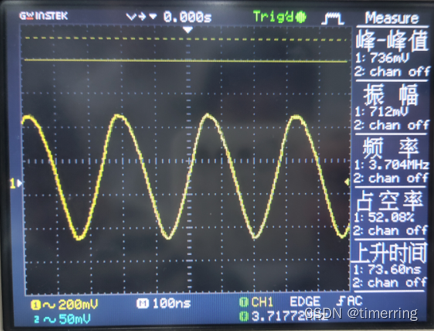 GWINSTEK 0.000s Trig'd Measure
峰-峰值
1: 736mV
2: chan off
振 幅
1: 712mV
2: chan off
频 率
1: 3.704MHz
2: chan off
占空率
1: 52.08%
2: chan off
上升时间
1: 73.60ns
2: chan off
1
1 200mV M 100ns CH1 EDGE AC
2 50mV
CSDN @timerring